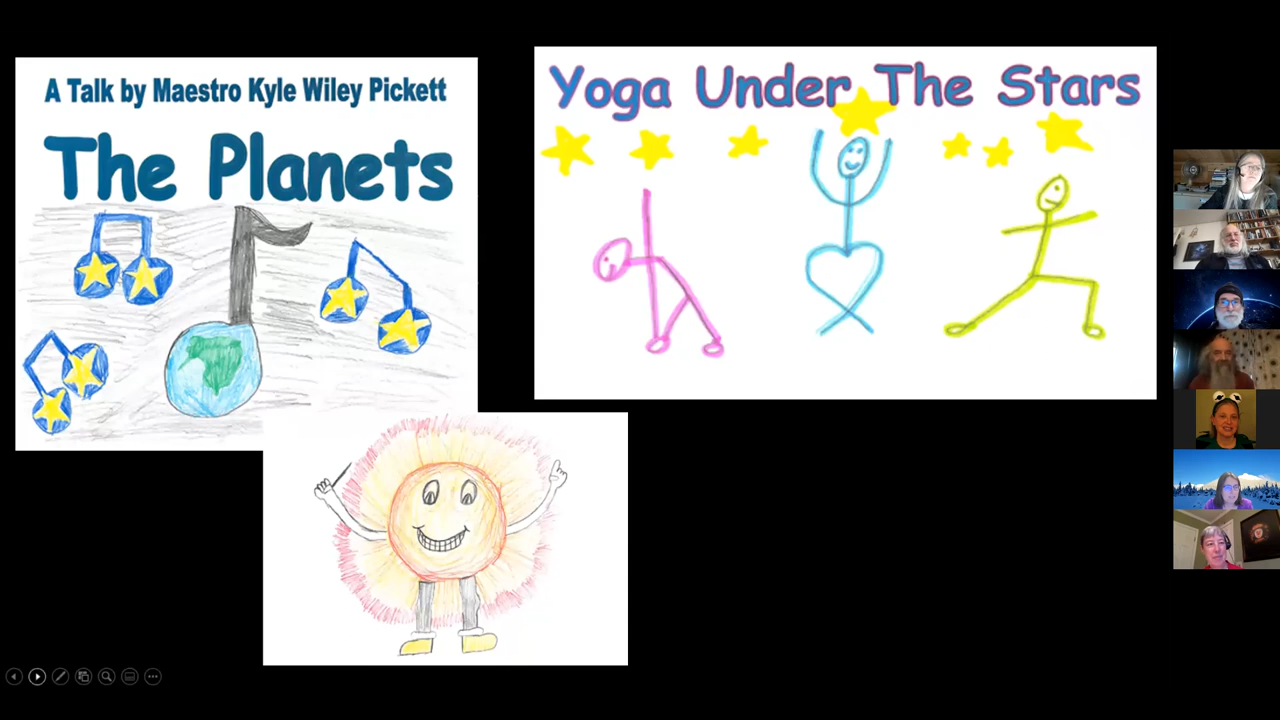 A Talk by Maestro Kyle Wiley Pickett
The Planets
Yoga Under The Stars